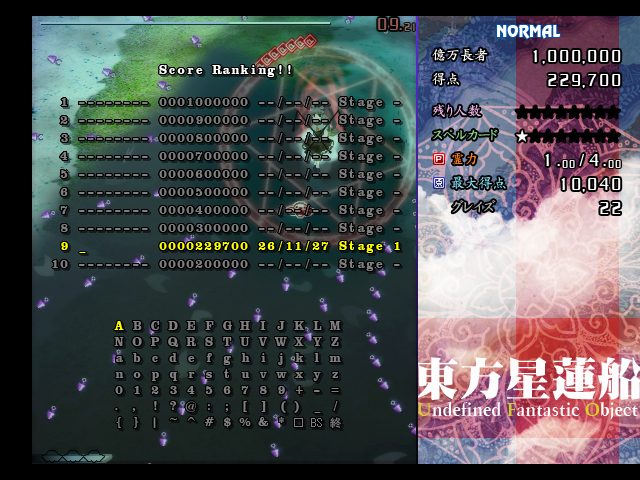 09.21
Score Ranking!!
1 -------- 0001000000 --/--/-- Stage -
2 -------- 0000900000 --/--/-- Stage -
3 -------- 0000800000 --/--/-- Stage -
4 -------- 0000700000 --/--/-- Stage -
5 -------- 0000600000 --/--/-- Stage -
6 -------- 0000500000 --/--/-- Stage -
7 -------- 0000400000 --/--/-- Stage -
8 -------- 0000300000 --/--/-- Stage -
9 _ 0000229700 26/11/27 Stage 1
10 -------- 0000200000 --/--/-- Stage -
A B C D E F G H I J K L M
N O P Q R S T U V W X Y Z
a b c d e f g h i j k l m
n o p q r s t u v w x y z
0 1 2 3 4 5 6 7 8 9 + - =
. , ! ? @ : ; [ ] ( ) _ /
{ } | ~ ^ # $ % & * □ BS 終
NORMAL
億万長者 1,000,000
得点 229,700
残り人数 ★★★★★★★★
スペルカード ★★★★★★★★
P 霊力 1.00/4.00
点 最大得点 10,040
グレイズ 22
東方星蓮船
Undefined Fantastic Object